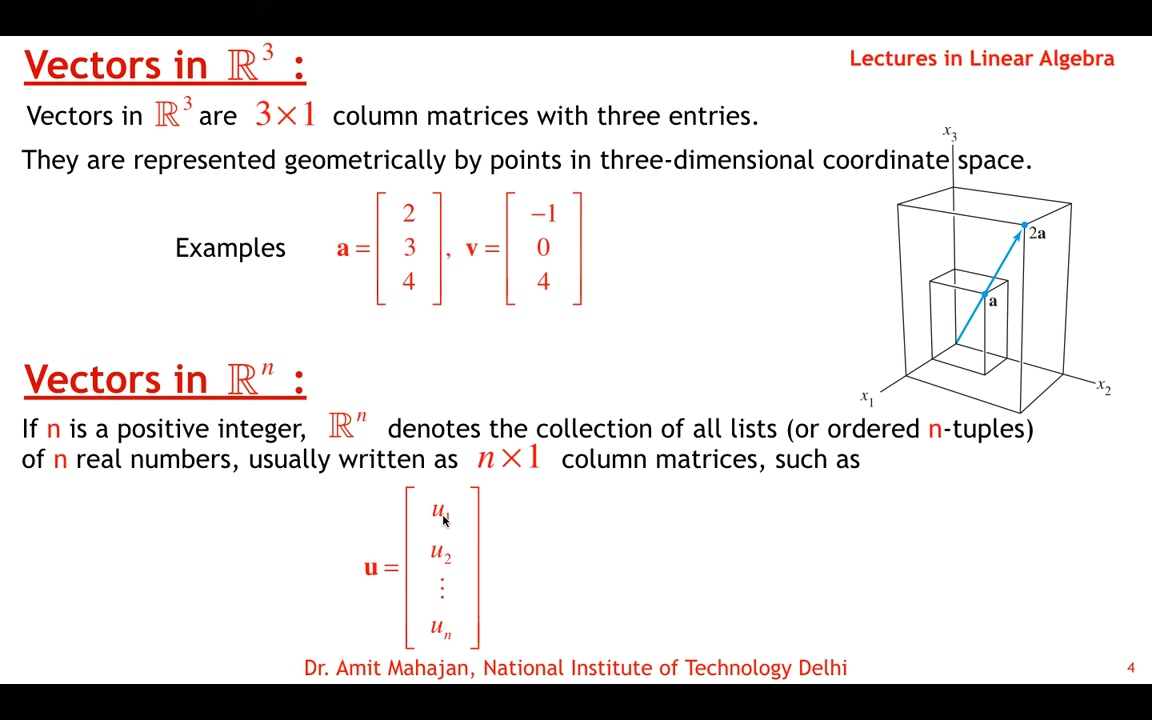 Vectors in ℝ³ :
Lectures in Linear Algebra
Vectors in ℝ³ are 3×1 column matrices with three entries.
They are represented geometrically by points in three-dimensional coordinate space.
Examples a = [2 3 4], v = [−1 0 4]
x₃
2a
a
x₂
x₁
Vectors in ℝⁿ :
If n is a positive integer, ℝⁿ denotes the collection of all lists (or ordered n-tuples)
of n real numbers, usually written as n×1 column matrices, such as
u = [u₁ u₂ ⋮ uₙ]
Dr. Amit Mahajan, National Institute of Technology Delhi
4